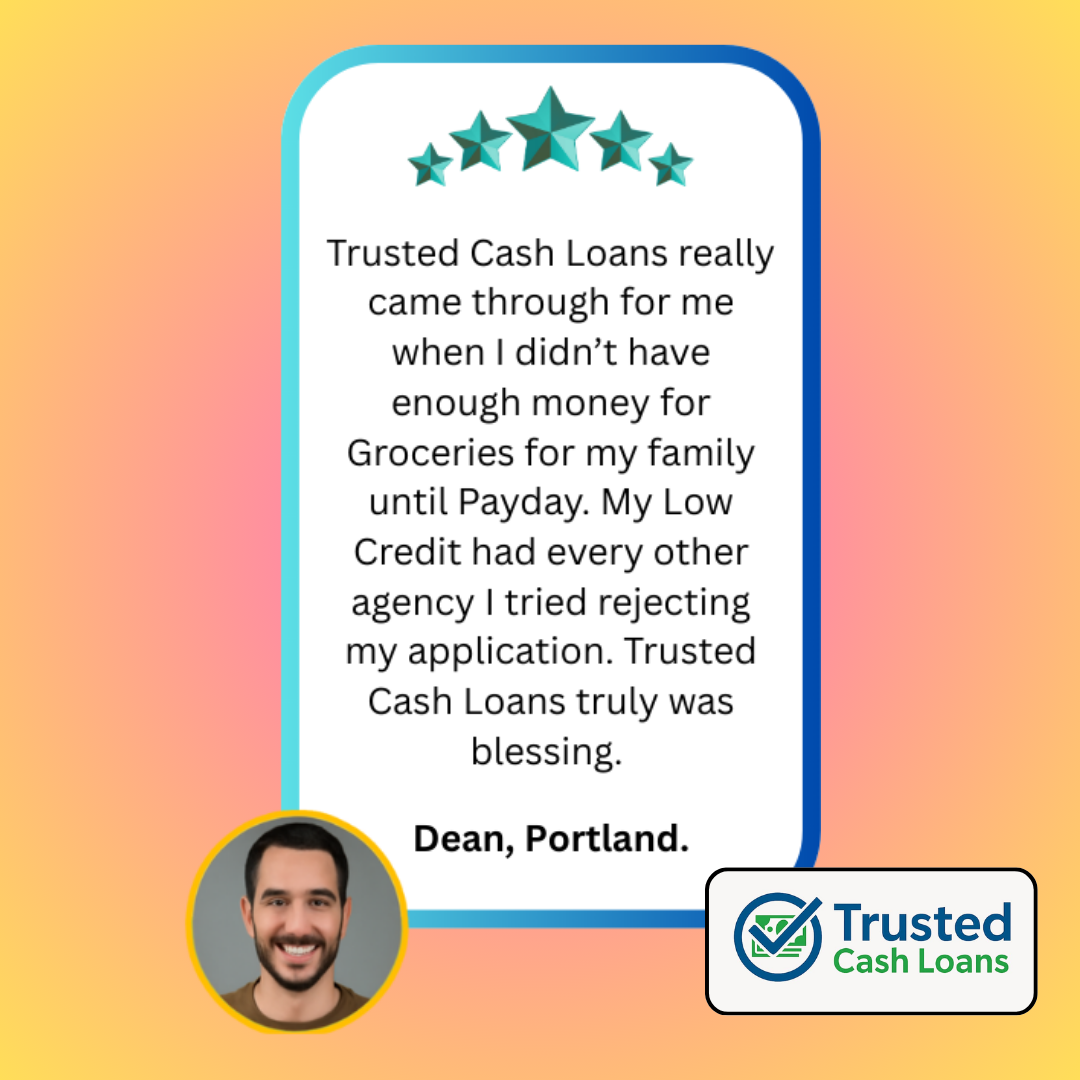 Trusted Cash Loans really
came through for me
when I didn’t have
enough money for
Groceries for my family
until Payday. My Low
Credit had every other
agency I tried rejecting
my application. Trusted
Cash Loans truly was
blessing.
Dean, Portland.
Trusted
Cash Loans